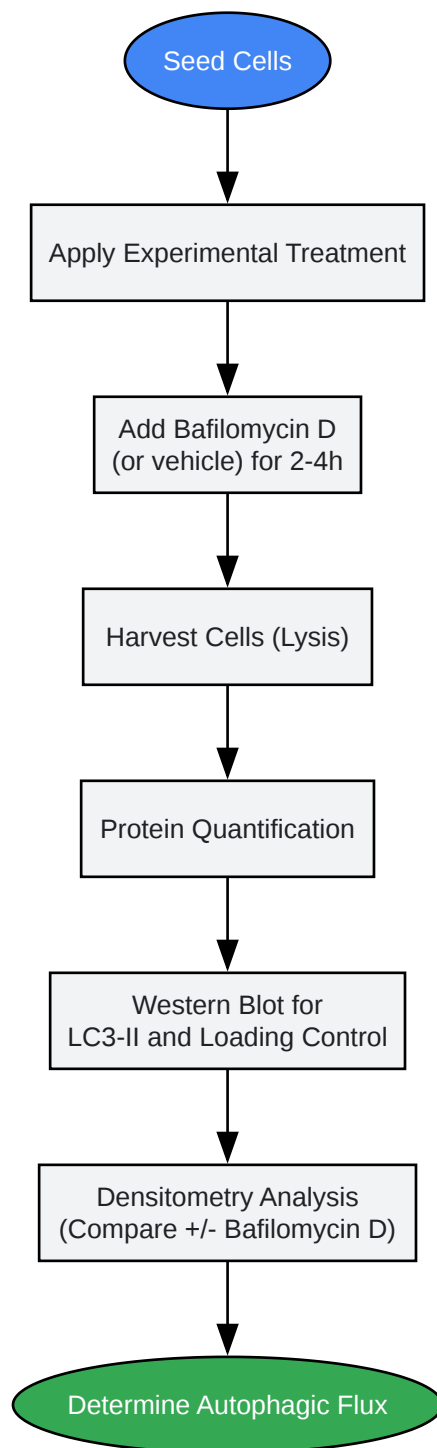 Seed Cells
Apply Experimental Treatment
Add Bafilomycin D
(or vehicle) for 2-4h
Harvest Cells (Lysis)
Protein Quantification
Western Blot for
LC3-II and Loading Control
Densitometry Analysis
(Compare +/- Bafilomycin D)
Determine Autophagic Flux